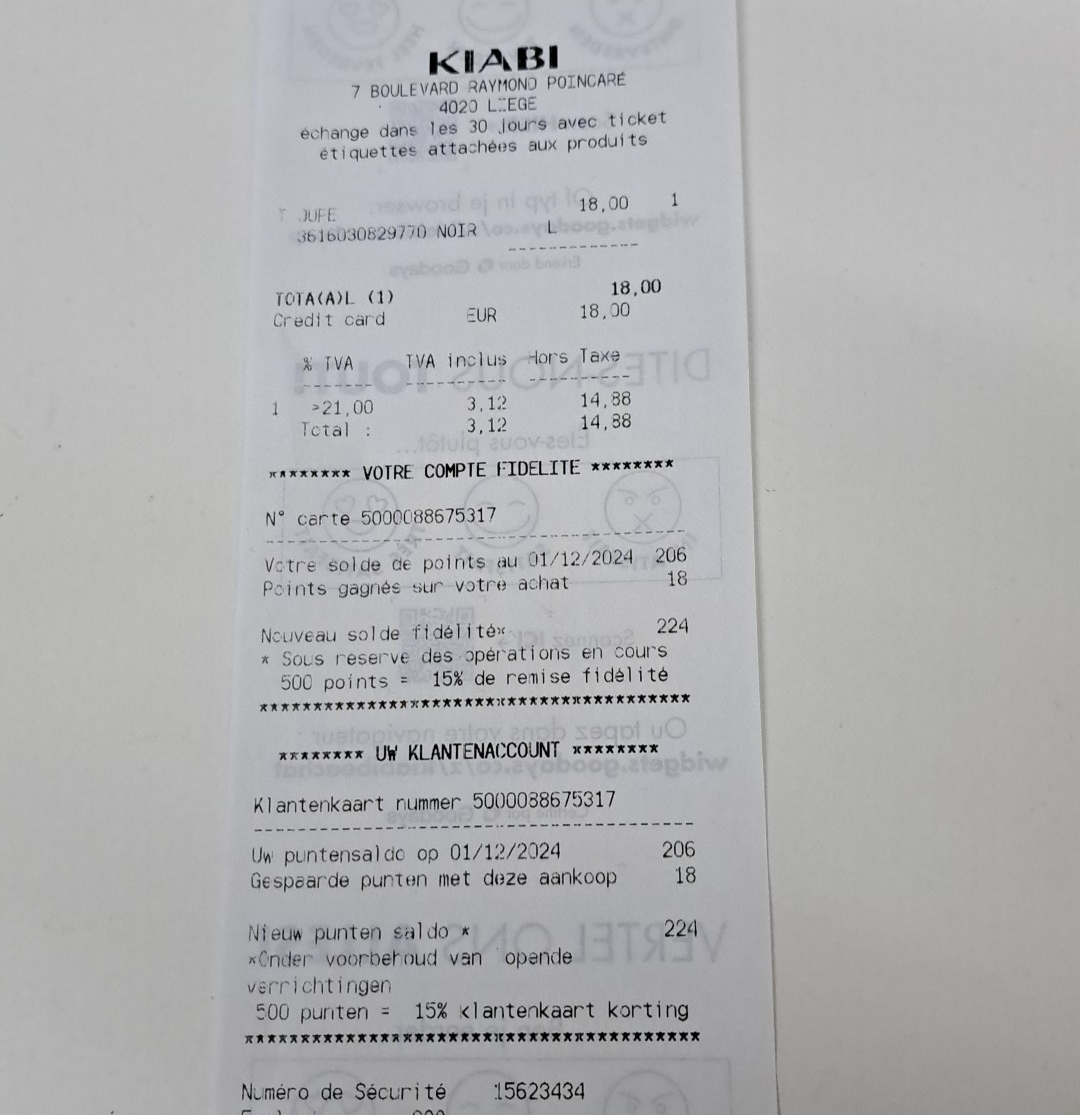 KIABI
7 BOULEVARD RAYMOND POINCARÉ
4020 LIEGE
échange dans les 30 jours avec ticket
étiquettes attachées aux produits
T JUPE 18,00 1
3616030829770 NOIR L
------------
TOTA(A)L (1) 18,00
Credit card EUR 18,00
% TVA TVA inclus Hors Taxe
1 >21,00 3,12 14,88
Total : 3,12 14,88
******** VOTRE COMPTE FIDELITE ********
N° carte 5000088675317
Votre solde de points au 01/12/2024 206
Points gagnés sur votre achat 18
Nouveau solde fidélité* 224
* Sous reserve des opérations en cours
500 points = 15% de remise fidélité
****************************************
******** UW KLANTENACCOUNT ********
Klantenkaart nummer 5000088675317
Uw puntensaldo op 01/12/2024 206
Gespaarde punten met deze aankoop 18
Nieuw punten saldo * 224
*Onder voorbehoud van lopende
verrichtingen
500 punten = 15% klantenkaart korting
****************************************
Numéro de Sécurité 15623434